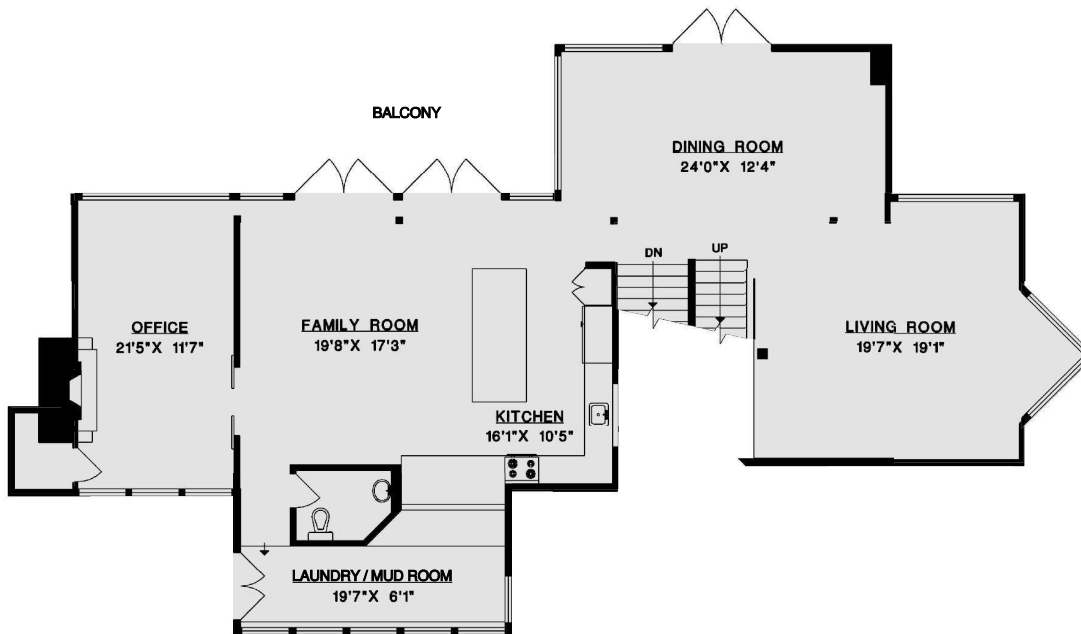 BALCONY
DINING ROOM
24'0"X 12'4"
DN
UP
OFFICE
21'5"X 11'7"
FAMILY ROOM
19'8"X 17'3"
LIVING ROOM
19'7"X 19'1"
KITCHEN
16'1"X 10'5"
LAUNDRY / MUD ROOM
19'7"X 6'1"